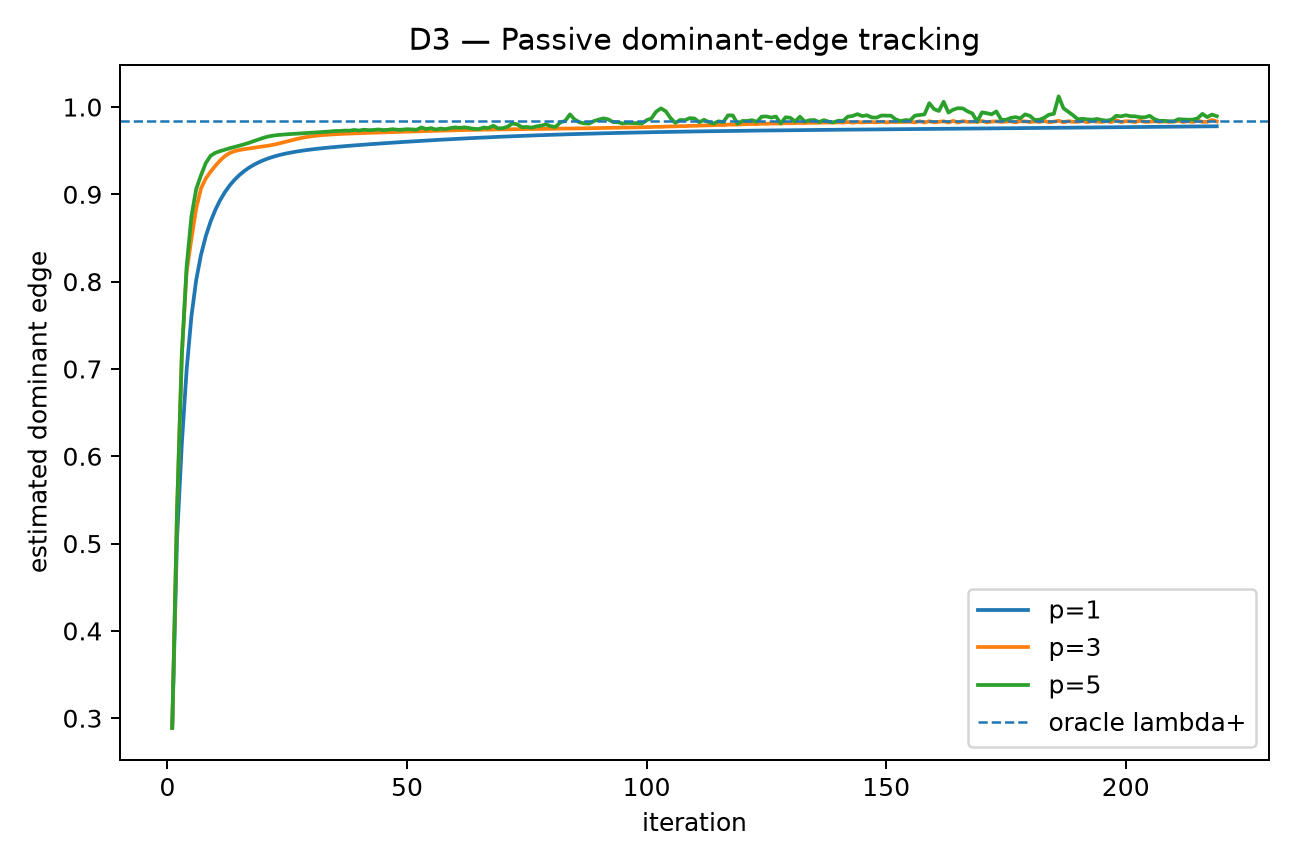 D3 — Passive dominant-edge tracking
estimated dominant edge
1.0
0.9
0.8
0.7
0.6
0.5
0.4
0.3
0
50
100
150
200
iteration
p=1
p=3
p=5
oracle lambda+